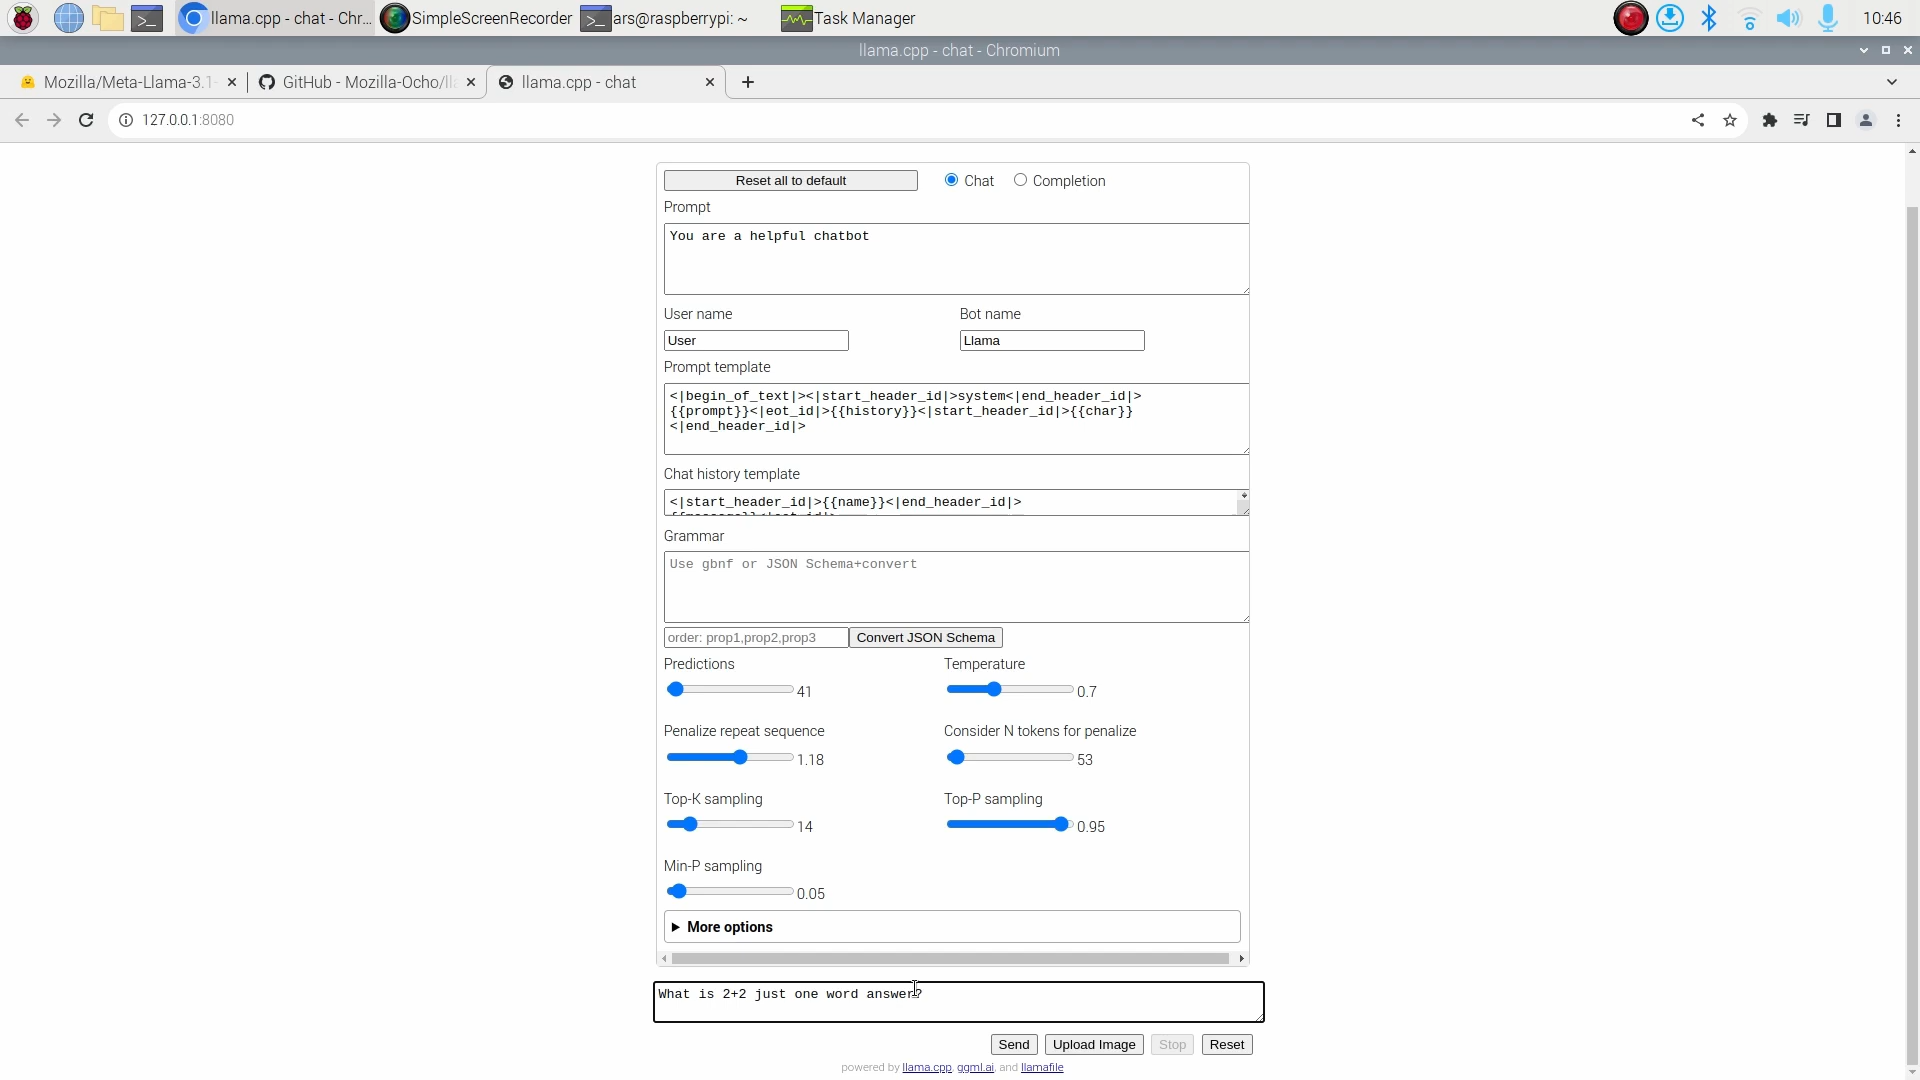 llama.cpp - chat - Chr...
SimpleScreenRecorder
ars@raspberrypi: ~
Task Manager
10:46
llama.cpp - chat - Chromium
Mozilla/Meta-Llama-3.1-
GitHub - Mozilla-Ocho/ll
llama.cpp - chat
127.0.0.1:8080
Reset all to default
Chat
Completion
Prompt
You are a helpful chatbot
User name
Bot name
User
Llama
Prompt template
<|begin_of_text|><|start_header_id|>system<|end_header_id|>
{{prompt}}<|eot_id|>{{history}}<|start_header_id|>{{char}}
<|end_header_id|>
Chat history template
<|start_header_id|>{{name}}<|end_header_id|>
Grammar
Use gbnf or JSON Schema+convert
order: prop1,prop2,prop3
Convert JSON Schema
Predictions
Temperature
41
0.7
Penalize repeat sequence
Consider N tokens for penalize
1.18
53
Top-K sampling
Top-P sampling
14
0.95
Min-P sampling
0.05
More options
What is 2+2 just one word answer?
Send
Upload Image
Stop
Reset
powered by llama.cpp, ggml.ai, and llamafile